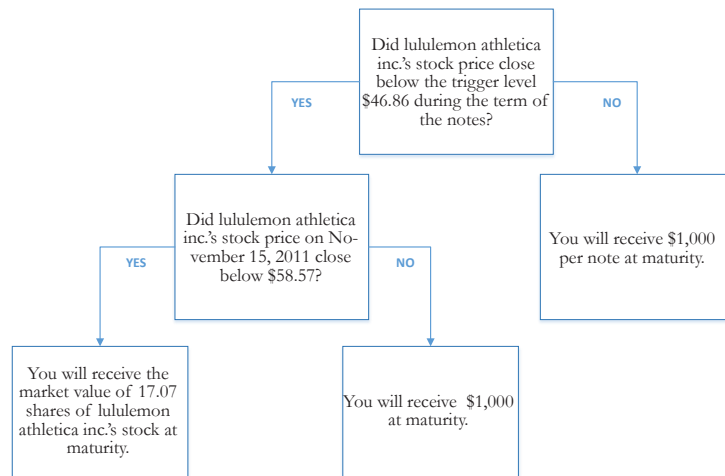 Did lululemon athletica
inc.'s stock price close
below the trigger level
$46.86 during the term of
the notes?
YES
NO
Did lululemon athletica
inc.'s stock price on No-
vember 15, 2011 close
below $58.57?
You will receive $1,000
per note at maturity.
YES
NO
You will receive the
market value of 17.07
shares of lululemon
athletica inc.'s stock at
maturity.
You will receive $1,000
at maturity.